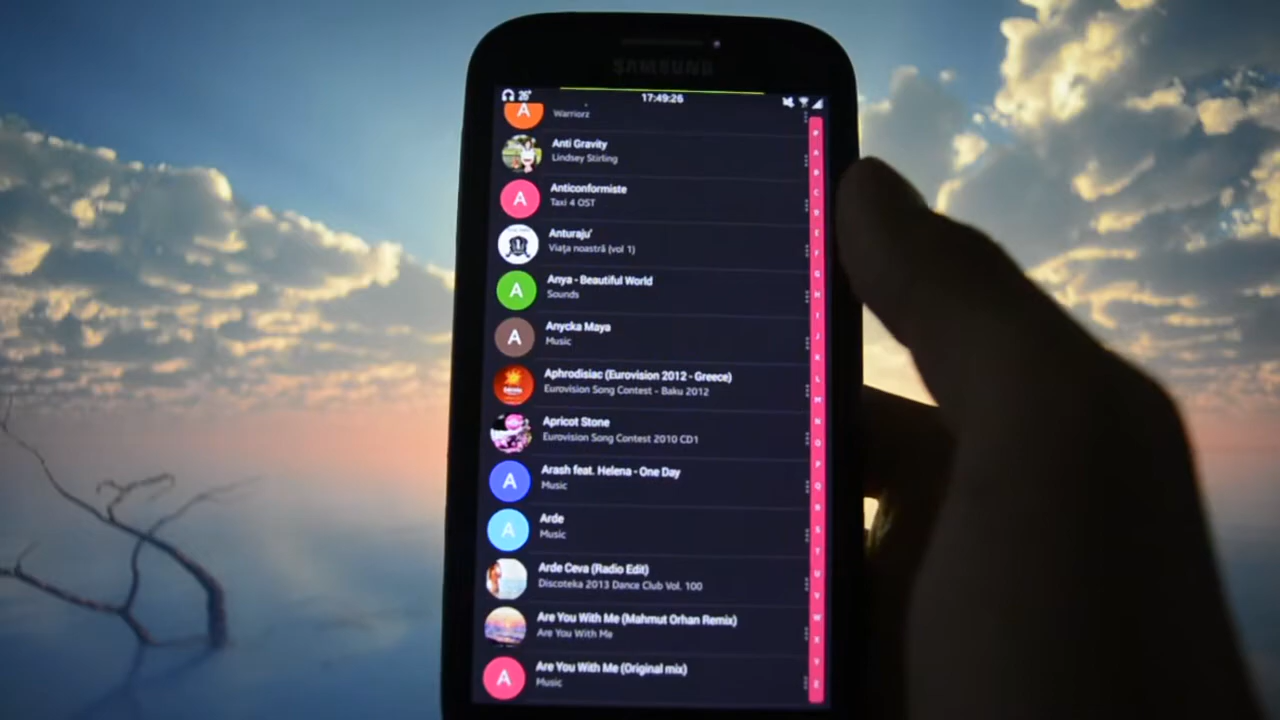 SAMSUNG
26°
17:49:26
A
Warriorz
Anti Gravity
Lindsey Stirling
A
Anticonformiste
Taxi 4 OST
Anturaju'
Viața noastră (vol 1)
A
Anya - Beautiful World
Sounds
A
Anycka Maya
Music
Aphrodisiac (Eurovision 2012 - Greece)
Eurovision Song Contest - Baku 2012
Apricot Stone
Eurovision Song Contest 2010 CD1
A
Arash feat. Helena - One Day
Music
A
Arde
Music
Arde Ceva (Radio Edit)
Discoteka 2013 Dance Club Vol. 100
Are You With Me (Mahmut Orhan Remix)
Are You With Me
A
Are You With Me (Original mix)
Music
#
A
B
C
D
E
F
G
H
I
J
K
L
M
N
O
P
Q
R
S
T
U
V
W
X
Y
Z